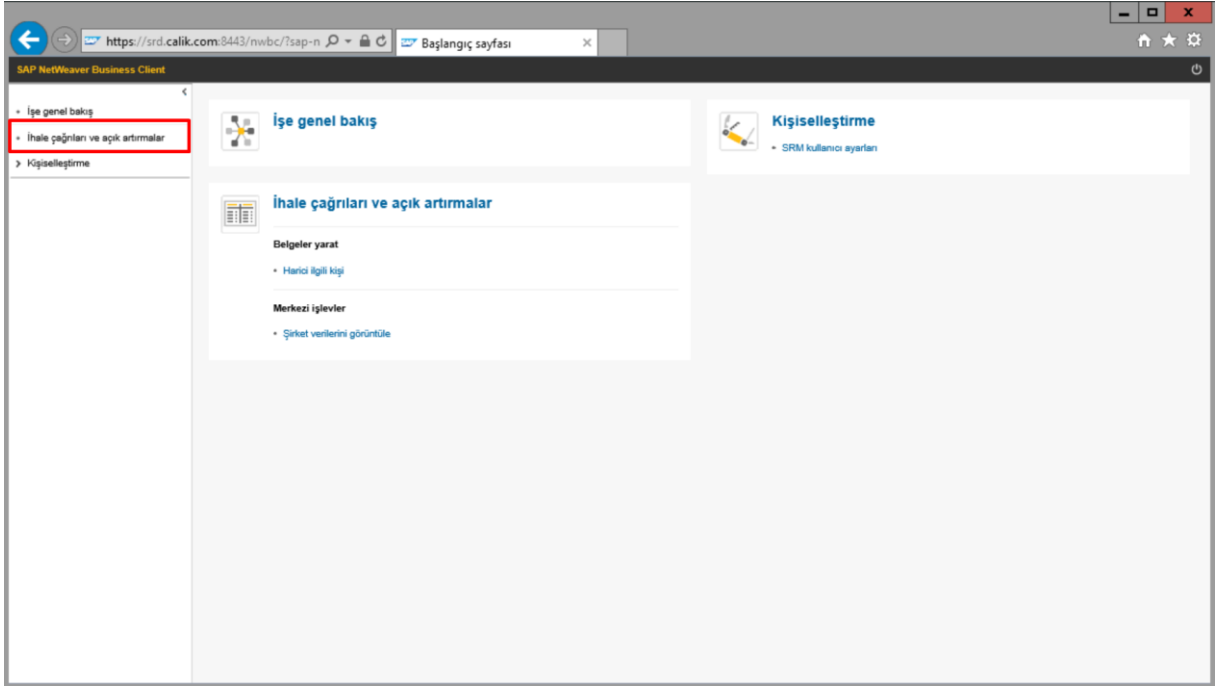 https://srd.calik.com:8443/nwbc/?sap-n
Başlangıç sayfası
SAP NetWeaver Business Client
İşe genel bakış
İhale çağrıları ve açık artırmalar
Kişiselleştirme
İşe genel bakış
İhale çağrıları ve açık artırmalar
Belgeler yarat
Harici ilgili kişi
Merkezi işlevler
Şirket verilerini görüntüle
Kişiselleştirme
SRM kullanıcı ayarları